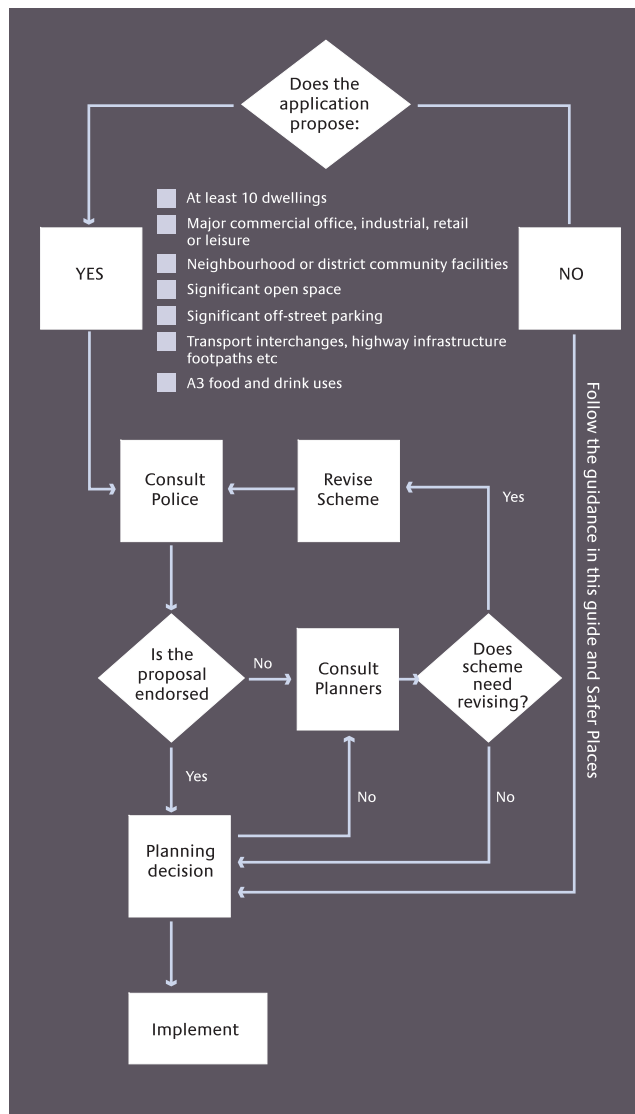 Does the
application
propose:
At least 10 dwellings
Major commercial office, industrial, retail
or leisure
Neighbourhood or district community facilities
Significant open space
Significant off-street parking
Transport interchanges, highway infrastructure
footpaths etc
A3 food and drink uses
YES
NO
Follow the guidance in this guide and Safer Places
Consult
Police
Revise
Scheme
Yes
Is the
proposal
endorsed
No
Consult
Planners
Does
scheme
need
revising?
Yes
No
No
Planning
decision
Implement